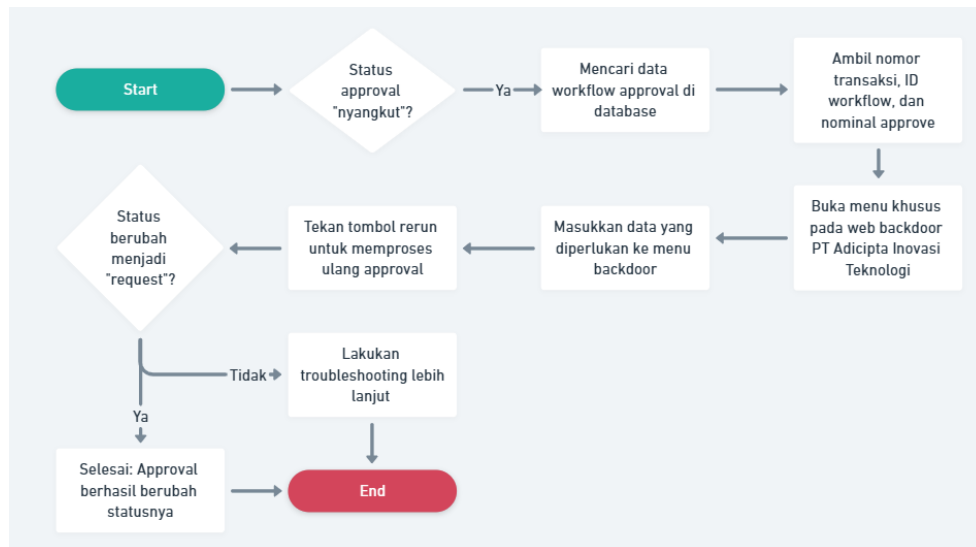 Start
Status
approval
"nyangkut"?
Ya
Mencari data
workflow approval di
database
Ambil nomor
transaksi, ID
workflow, dan
nominal approve
Buka menu khusus
pada web backdoor
PT Adicipta Inovasi
Teknologi
Masukkan data yang
diperlukan ke menu
backdoor
Tekan tombol rerun
untuk memproses
ulang approval
Status
berubah
menjadi
"request"?
Tidak
Lakukan
troubleshooting lebih
lanjut
Ya
Selesai: Approval
berhasil berubah
statusnya
End